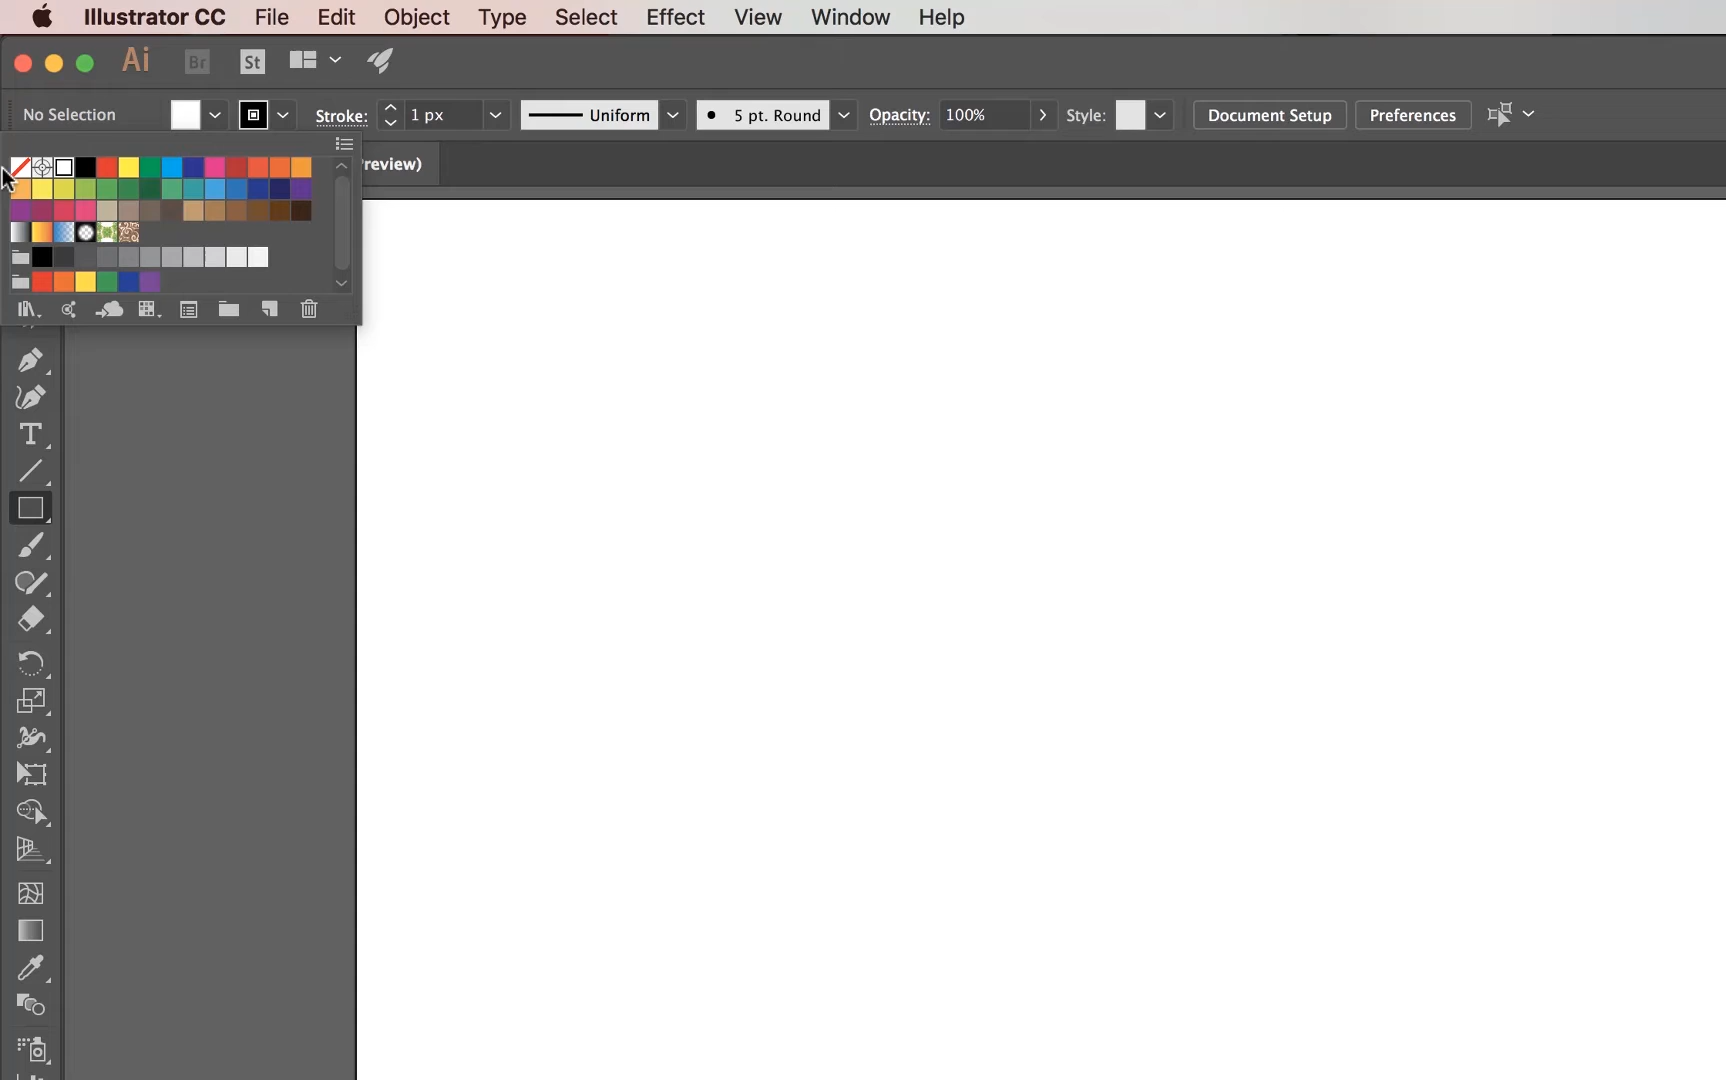 Illustrator CC File Edit Object Type Select Effect View Window Help
Ai Br St
No Selection Stroke: 1 px Uniform 5 pt. Round Opacity: 100% Style: Document Setup Preferences
review)
T